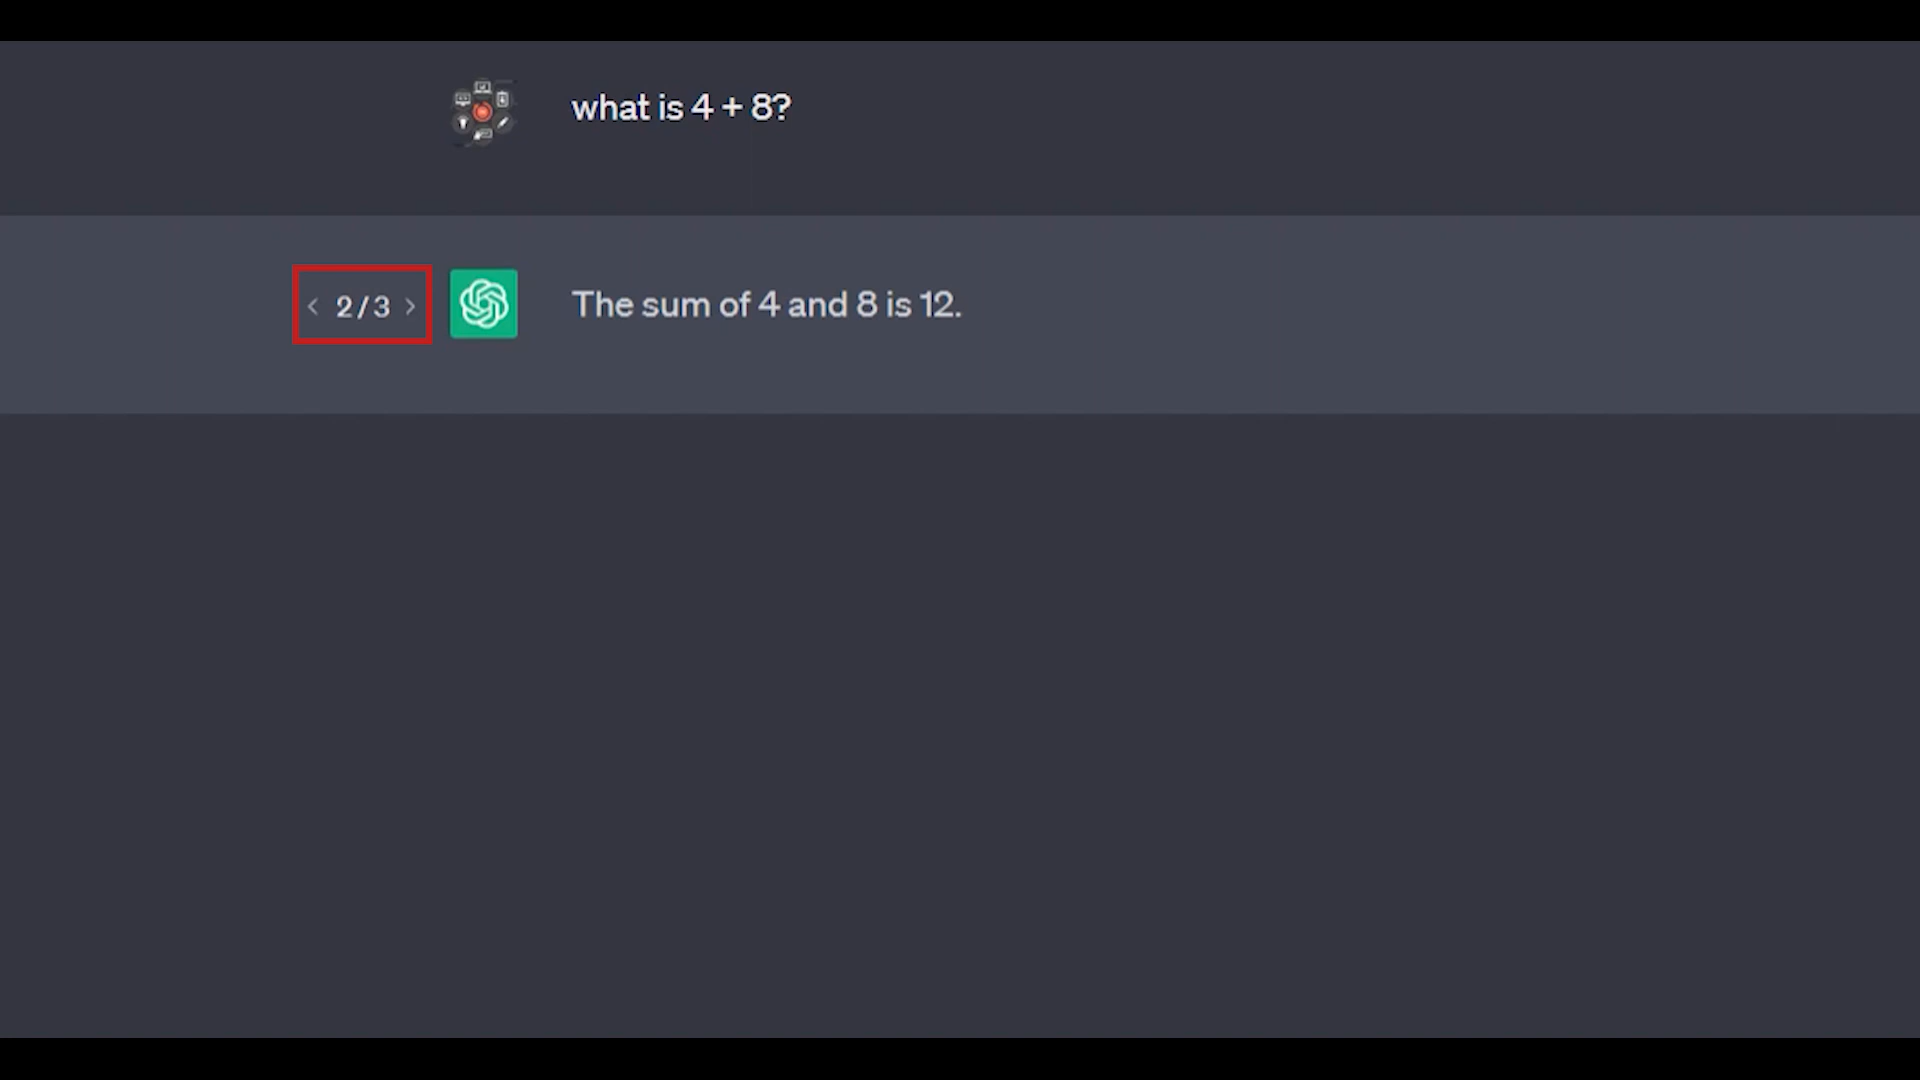 what is 4 + 8?
< 2 / 3 >
The sum of 4 and 8 is 12.